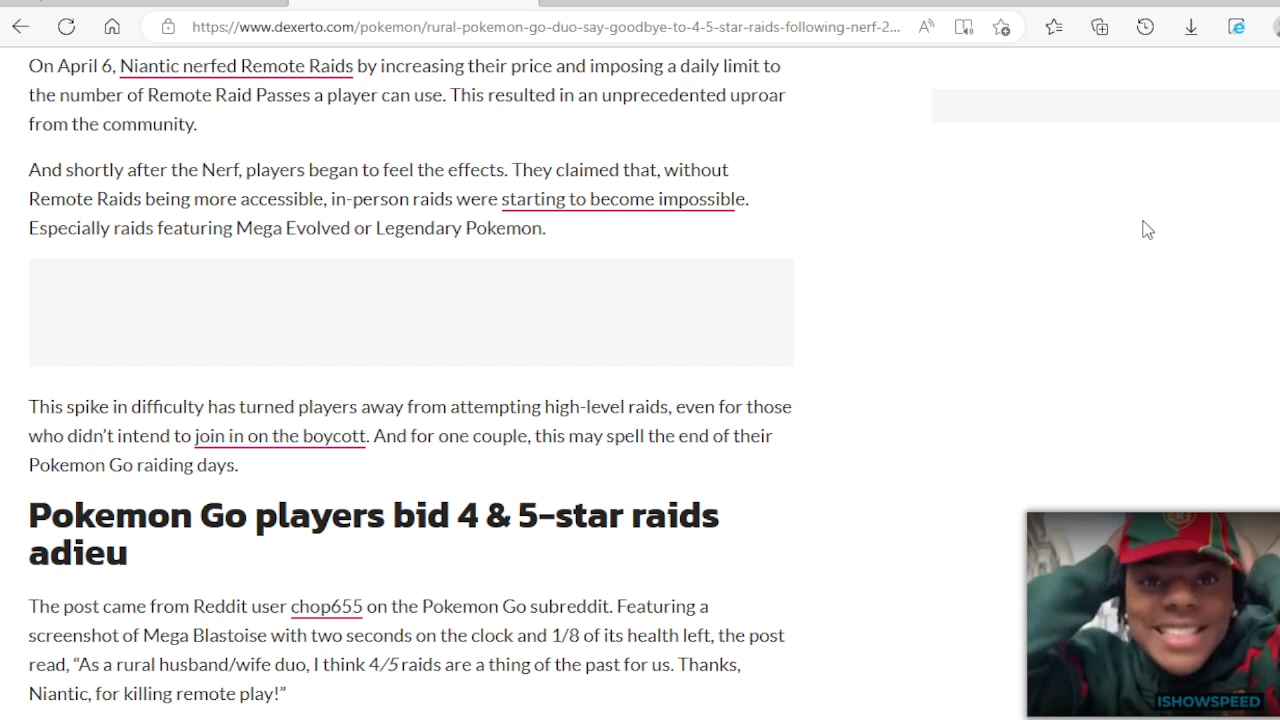 https://www.dexerto.com/pokemon/rural-pokemon-go-duo-say-goodbye-to-4-5-star-raids-following-nerf-2...
On April 6, Niantic nerfed Remote Raids by increasing their price and imposing a daily limit to
the number of Remote Raid Passes a player can use. This resulted in an unprecedented uproar
from the community.
And shortly after the Nerf, players began to feel the effects. They claimed that, without
Remote Raids being more accessible, in-person raids were starting to become impossible.
Especially raids featuring Mega Evolved or Legendary Pokemon.
This spike in difficulty has turned players away from attempting high-level raids, even for those
who didn’t intend to join in on the boycott. And for one couple, this may spell the end of their
Pokemon Go raiding days.
Pokemon Go players bid 4 & 5-star raids
adieu
The post came from Reddit user chop655 on the Pokemon Go subreddit. Featuring a
screenshot of Mega Blastoise with two seconds on the clock and 1/8 of its health left, the post
read, “As a rural husband/wife duo, I think 4/5 raids are a thing of the past for us. Thanks,
Niantic, for killing remote play!”
ISHOWSPEED